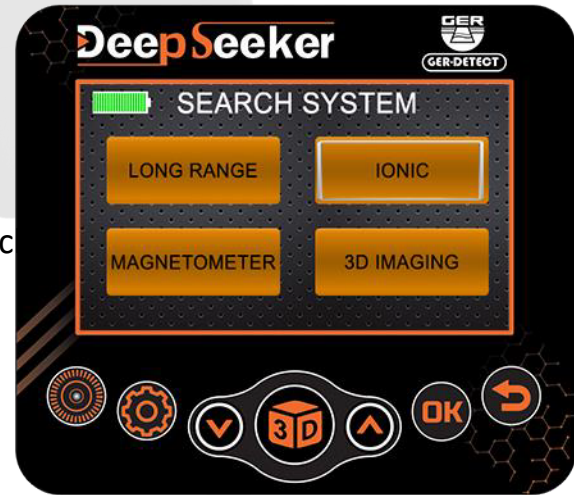 DeepSeeker
GER
GER-DETECT
SEARCH SYSTEM
LONG RANGE
IONIC
MAGNETOMETER
3D IMAGING
c
3D
OK